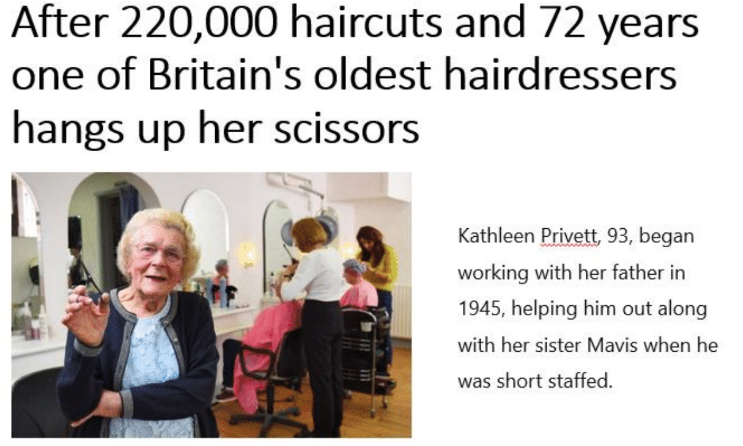 After 220,000 haircuts and 72 years
one of Britain's oldest hairdressers
hangs up her scissors
Kathleen Privett, 93, began
working with her father in
1945, helping him out along
with her sister Mavis when he
was short staffed.